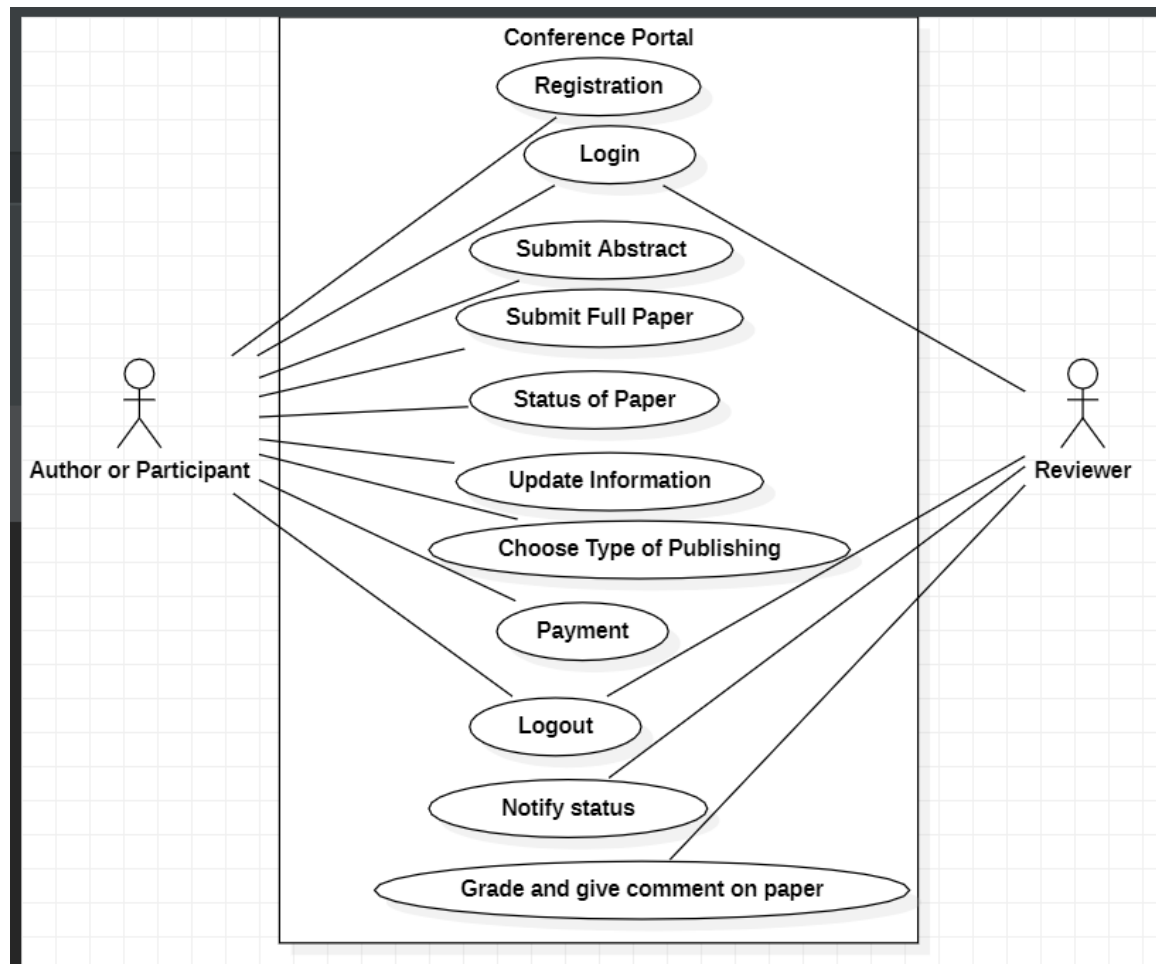 Conference Portal
Registration
Login
Submit Abstract
Submit Full Paper
Status of Paper
Author or Participant
Reviewer
Update Information
Choose Type of Publishing
Payment
Logout
Notify status
Grade and give comment on paper